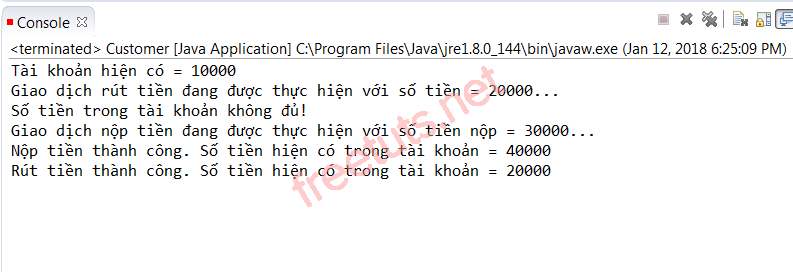 Console
<terminated> Customer [Java Application] C:\Program Files\Java\jre1.8.0_144\bin\javaw.exe (Jan 12, 2018 6:25:09 PM)
Tài khoản hiện có = 10000
Giao dịch rút tiền đang được thực hiện với số tiền = 20000...
Số tiền trong tài khoản không đủ!
Giao dịch nộp tiền đang được thực hiện với số tiền nộp = 30000...
Nộp tiền thành công. Số tiền hiện có trong tài khoản = 40000
Rút tiền thành công. Số tiền hiện có trong tài khoản = 20000
freetuts.net